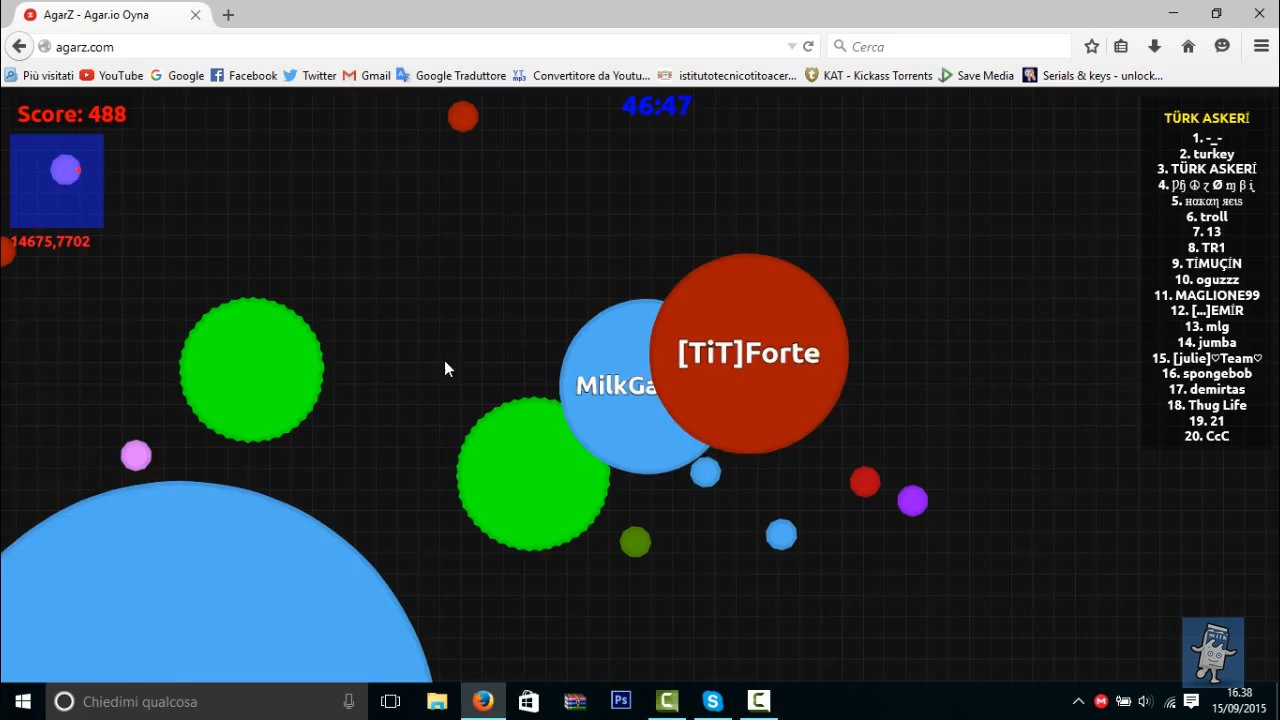 AgarZ - Agar.io Oyna
agarz.com
Cerca
Più visitati YouTube Google Facebook Twitter Gmail Google Traduttore Convertitore da Youtu... istitutotecnicotitoacer... KAT - Kickass Torrents Save Media Serials & keys - unlock...
Score: 488
46:47
14675,7702
TÜRK ASKERİ
1. -_-
2. turkey
3. TÜRK ASKERİ
5. нαкαη яєιs
6. troll
7. 13
8. TR1
9. TİMUÇİN
10. oguzzz
11. MAGLIONE99
12. [...]EMİR
13. mlg
14. jumba
15. [julie]♡Team♡
16. spongebob
17. demirtas
18. Thug Life
19. 21
20. CcC
[TiT]Forte
MilkGa
milk
Chiedimi qualcosa
16.38
15/09/2015